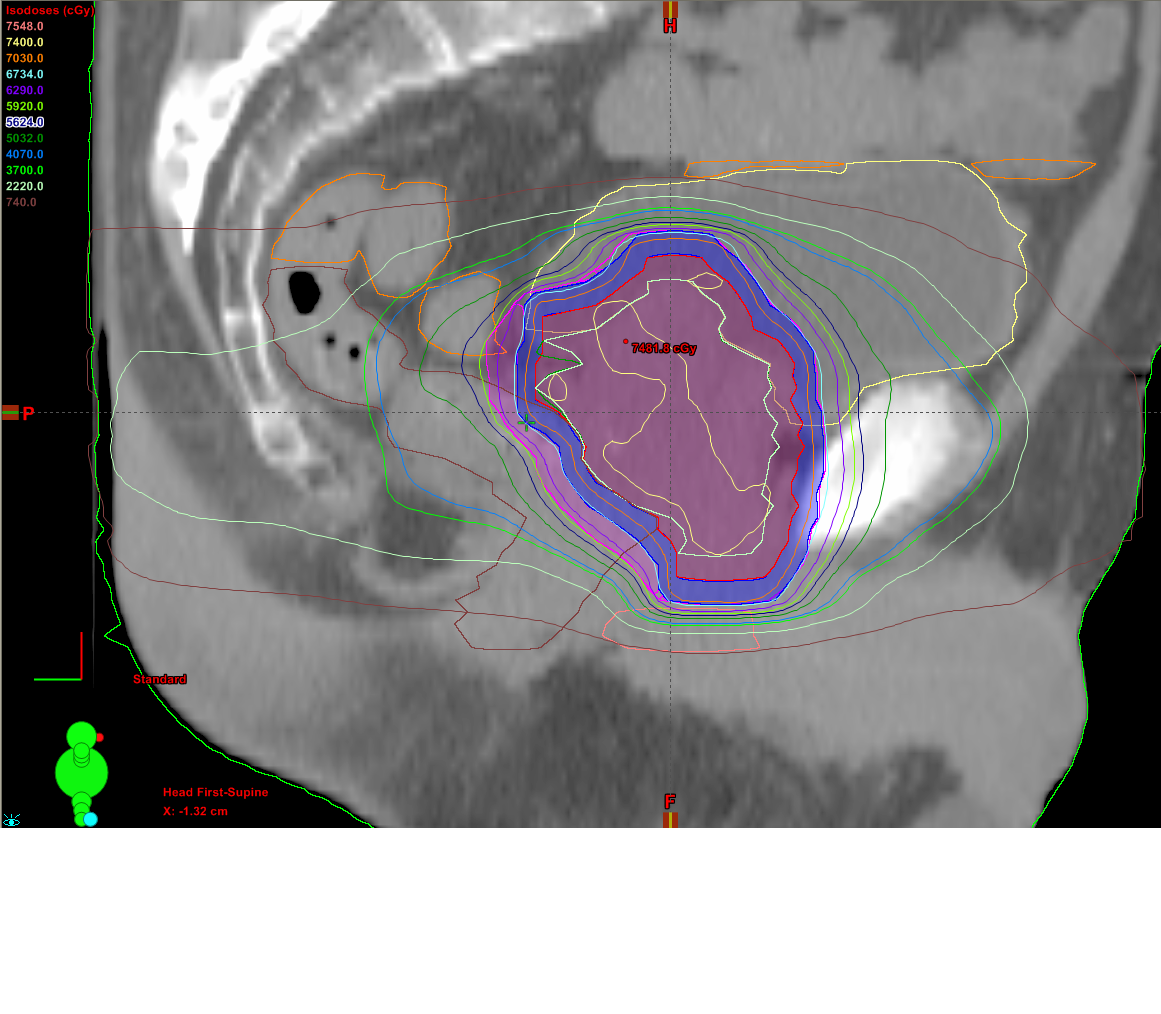 Isodoses (cGy)
7548.0
7400.0
7030.0
6734.0
6290.0
5920.0
5624.0
5032.0
4070.0
3700.0
2220.0
740.0
H
7481.8 cGy
P
Standard
Head First-Supine
X: -1.32 cm
F